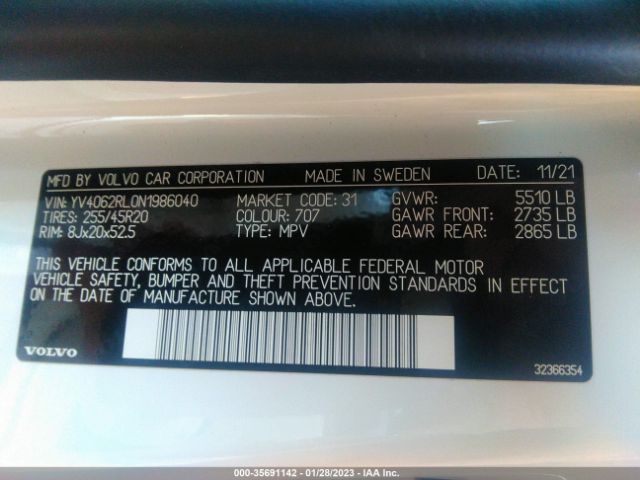 MFD BY VOLVO CAR CORPORATION MADE IN SWEDEN DATE: 11/21
VIN: YV4062RL0N1986040 MARKET CODE: 31 GVWR: 5510 LB
TIRES: 255/45R20 COLOUR: 707 GAWR FRONT: 2735 LB
RIM: 8Jx20x52.5 TYPE: MPV GAWR REAR: 2865 LB
THIS VEHICLE CONFORMS TO ALL APPLICABLE FEDERAL MOTOR
VEHICLE SAFETY, BUMPER AND THEFT PREVENTION STANDARDS IN EFFECT
ON THE DATE OF MANUFACTURE SHOWN ABOVE.
VOLVO 32366354
000-35691142 / 01/28/2023 - IAA Inc.